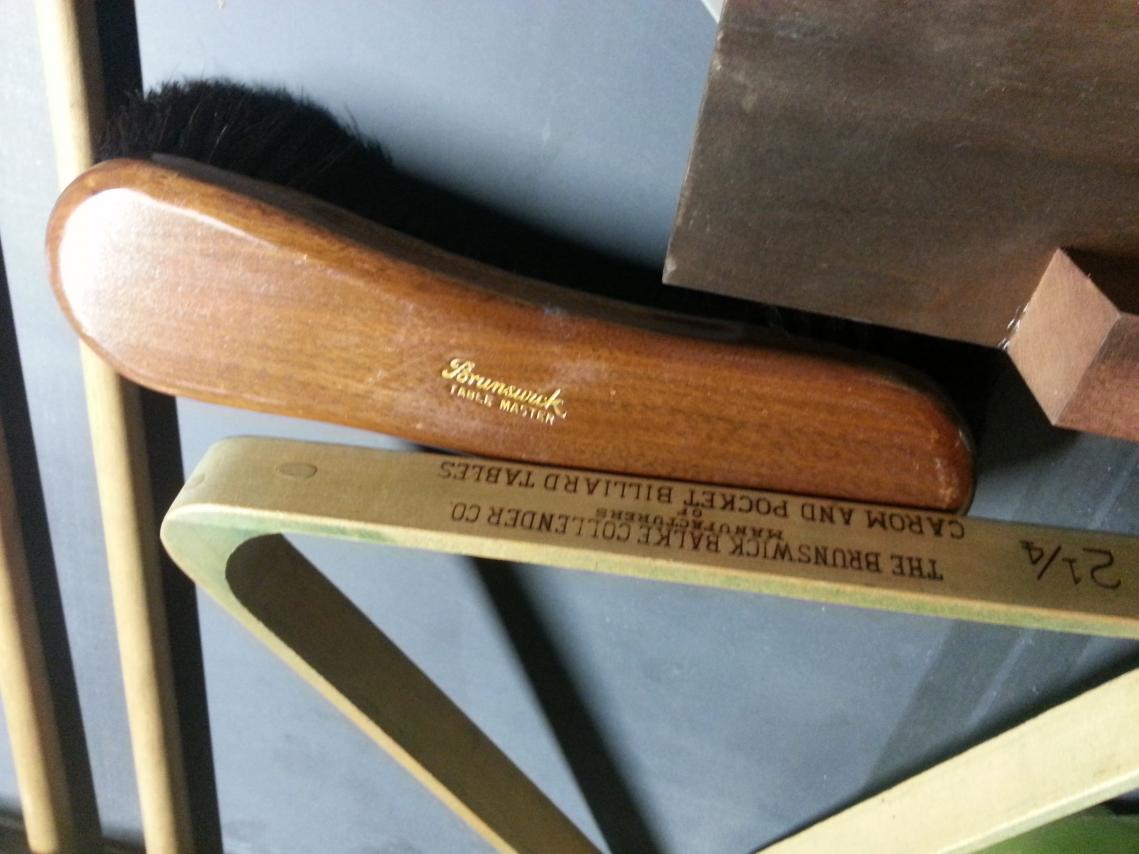 Brunswick
TABLE MASTER
THE BRUNSWICK BALKE COLLENDER CO.
MANUFACTURERS
OF
CAROM AND POCKET BILLIARD TABLES
2 1/4